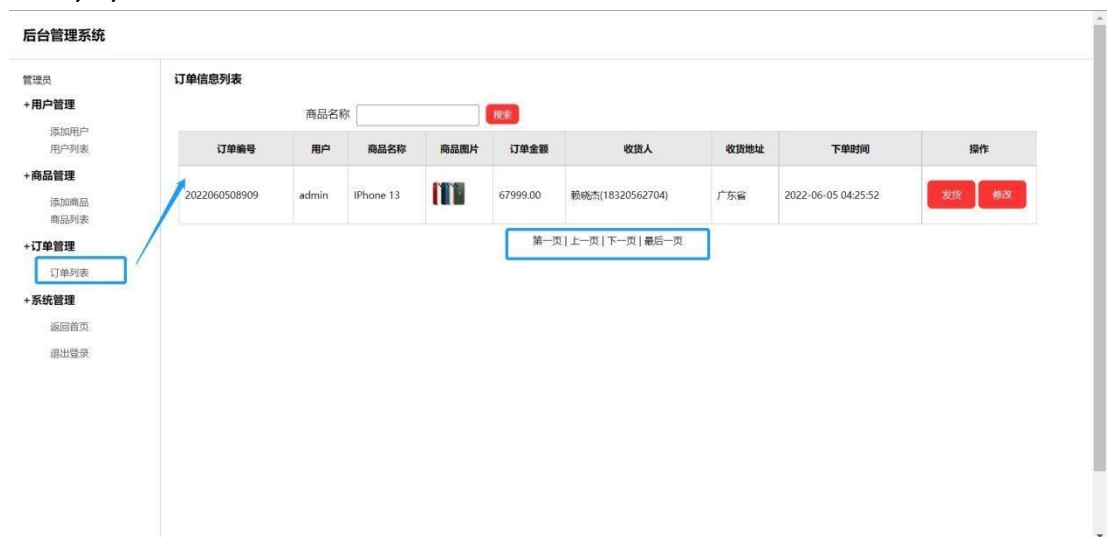 后台管理系统
管理员
+用户管理
添加用户
用户列表
+商品管理
添加商品
商品列表
+订单管理
订单列表
+系统管理
返回首页
退出登录
订单信息列表
商品名称 搜索
订单编号 用户 商品名称 商品图片 订单金额 收货人 收货地址 下单时间 操作
2022060508909 admin IPhone 13 67999.00 赖晓杰(18320562704) 广东省 2022-06-05 04:25:52 发货 修改
第一页 | 上一页 | 下一页 | 最后一页